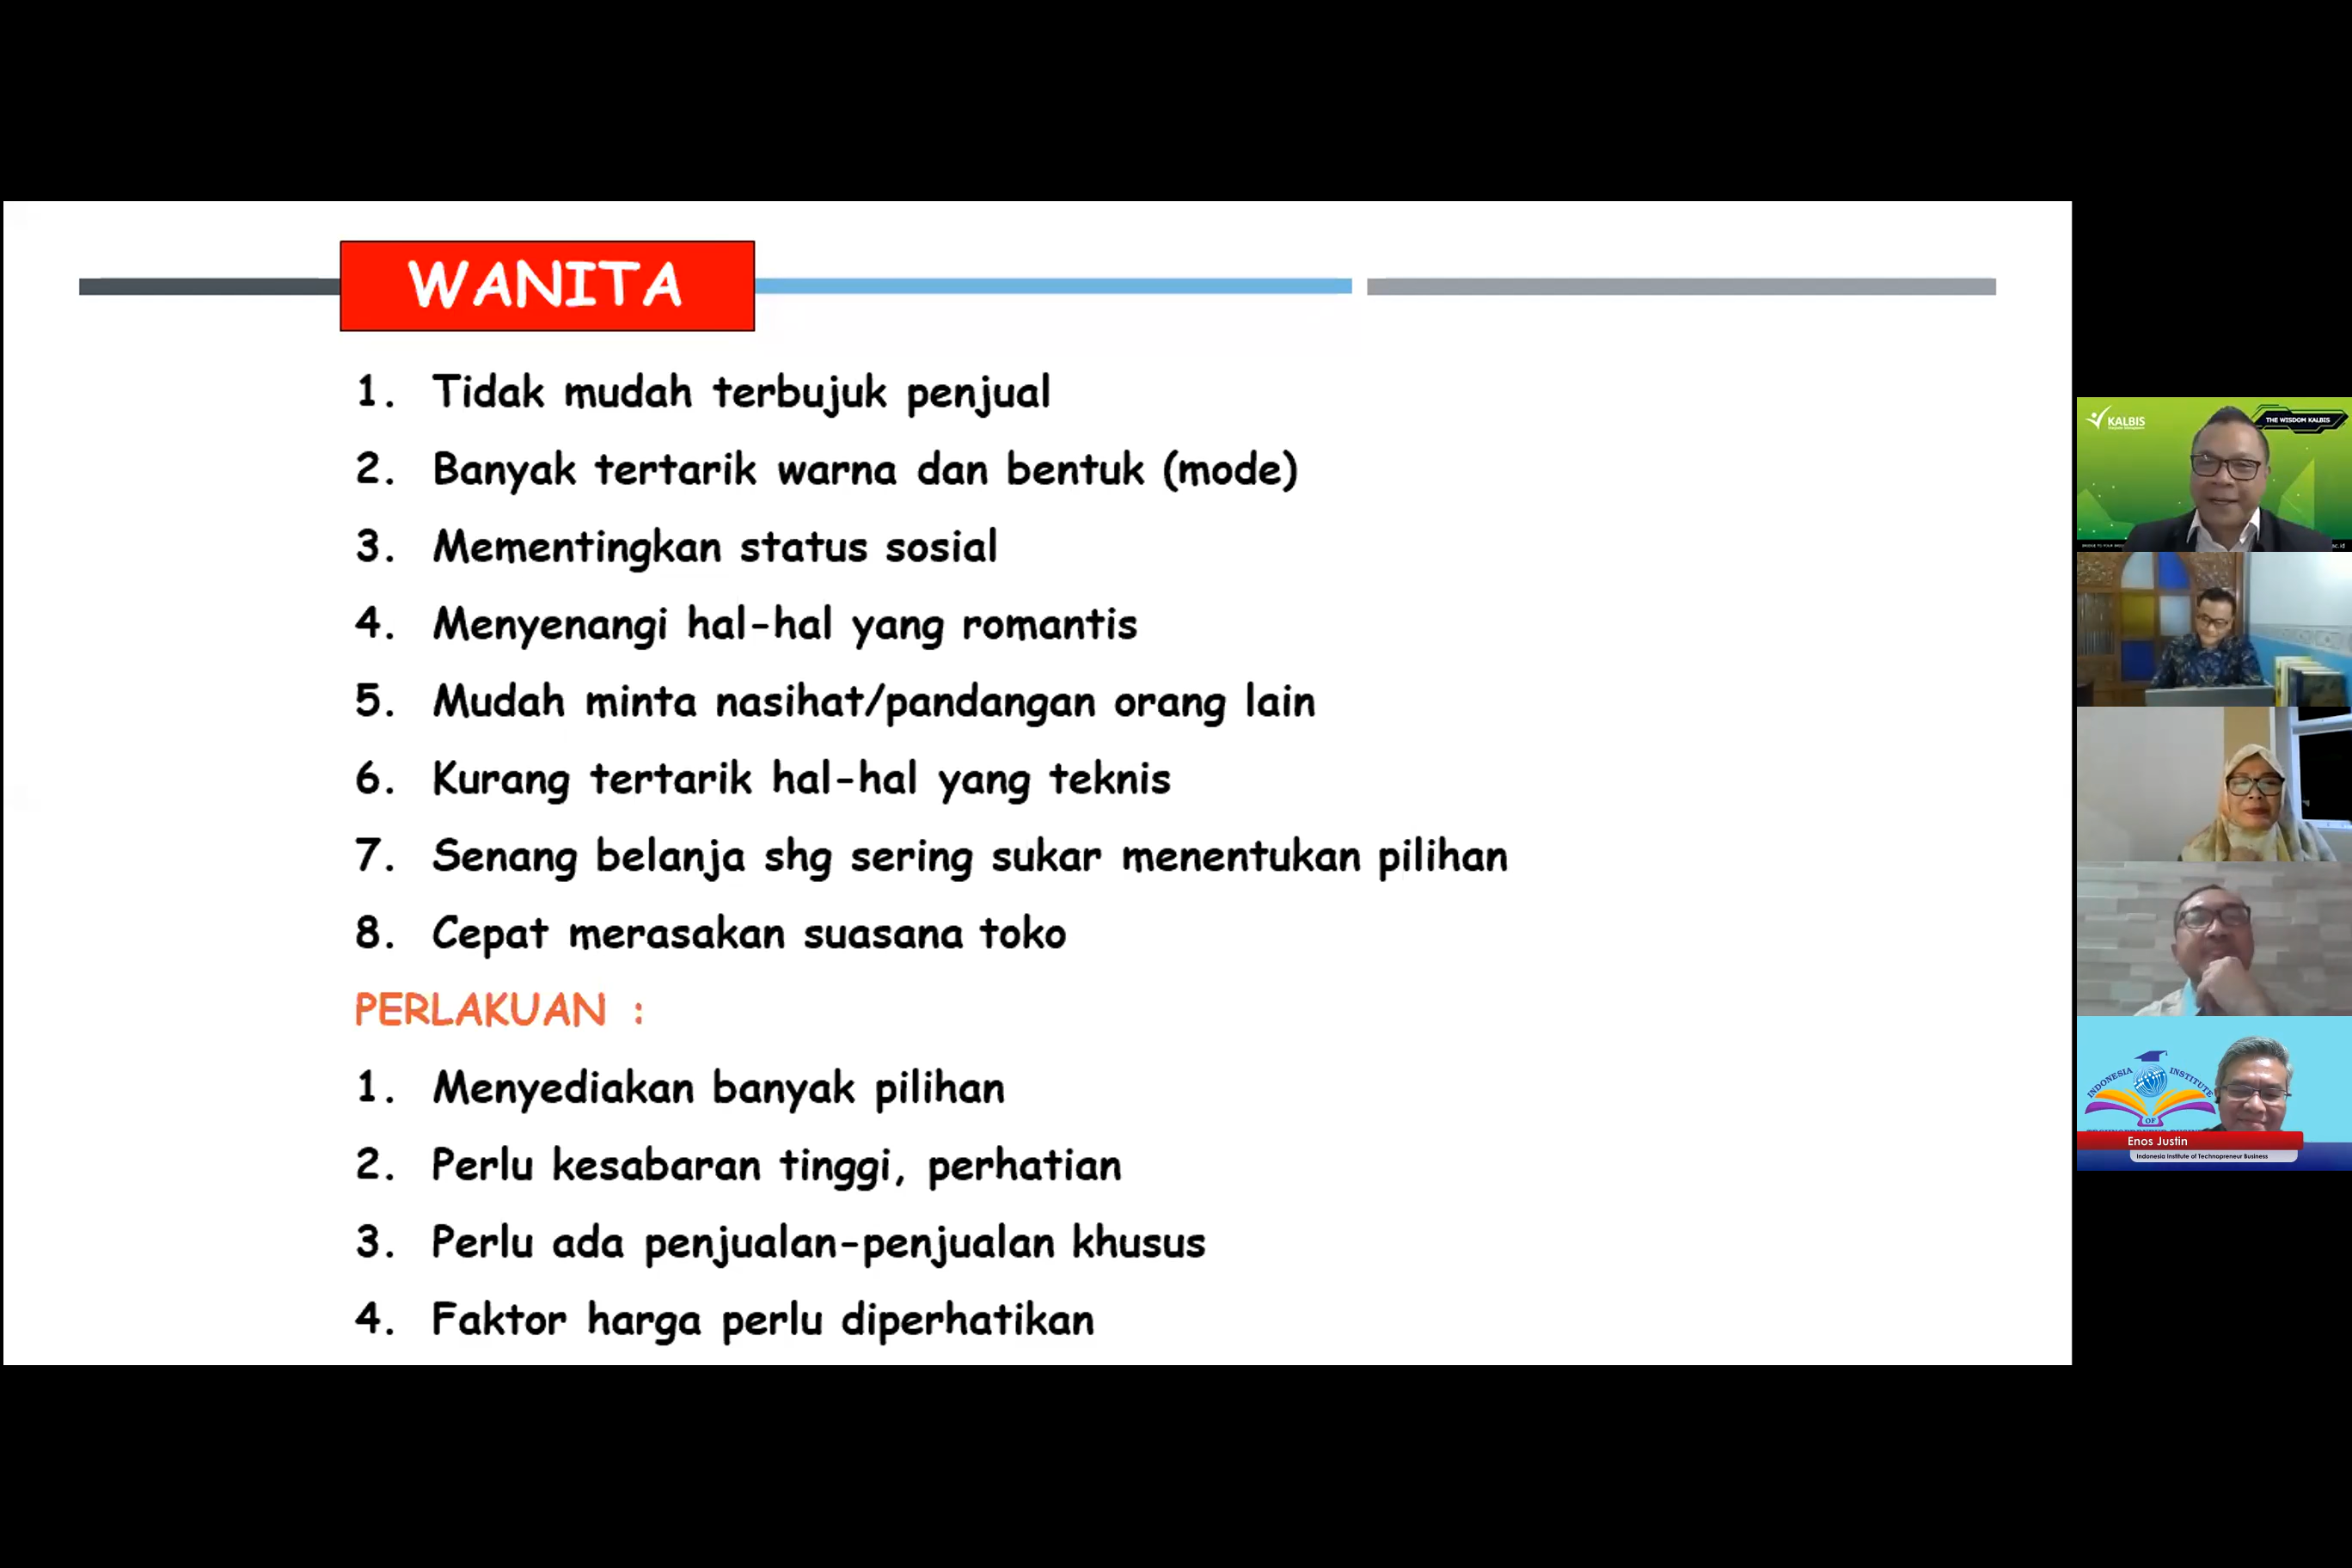 WANITA
1. Tidak mudah terbujuk penjual
2. Banyak tertarik warna dan bentuk (mode)
3. Mementingkan status sosial
4. Menyenangi hal-hal yang romantis
5. Mudah minta nasihat/pandangan orang lain
6. Kurang tertarik hal-hal yang teknis
7. Senang belanja shg sering sukar menentukan pilihan
8. Cepat merasakan suasana toko
PERLAKUAN :
1. Menyediakan banyak pilihan
2. Perlu kesabaran tinggi, perhatian
3. Perlu ada penjualan-penjualan khusus
4. Faktor harga perlu diperhatikan
KALBIS
THE WISDOM KALBIS
INDONESIA INSTITUTE
OF
Enos Justin
Indonesia Institute of Technopreneur Business